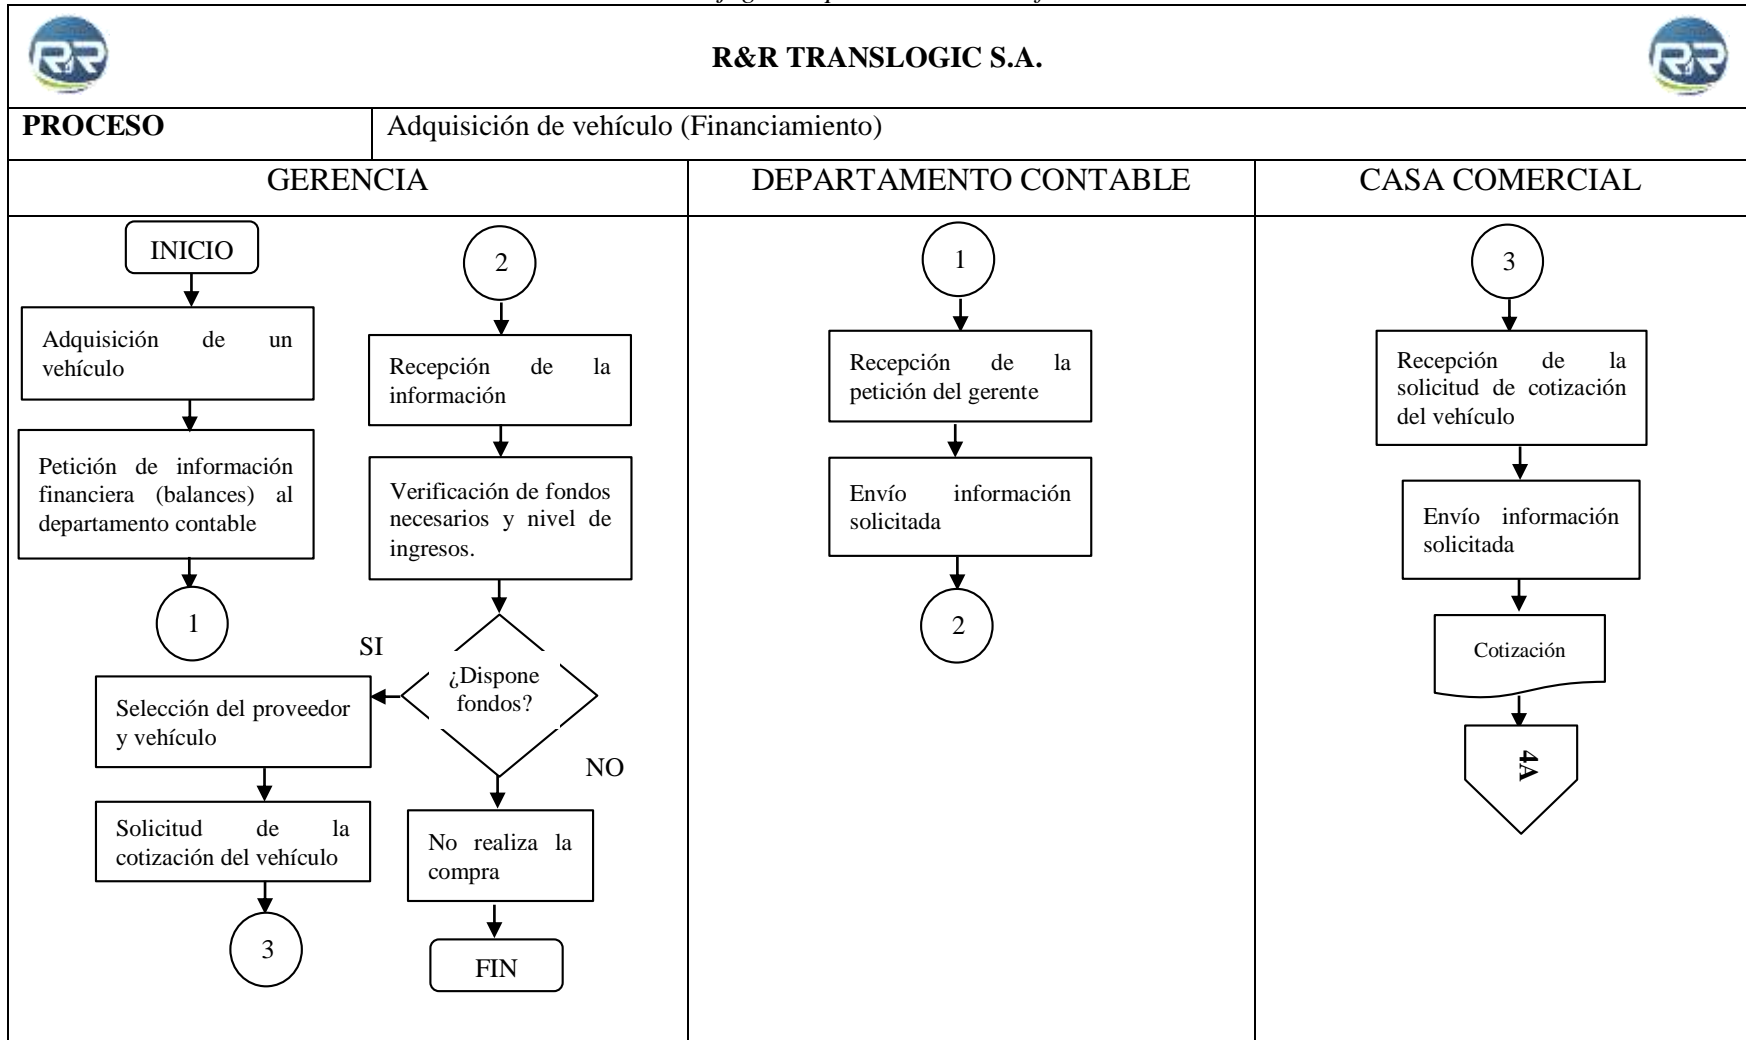 R&R
R&R TRANSLOGIC S.A.
R&R
PROCESO
Adquisición de vehículo (Financiamiento)
GERENCIA
DEPARTAMENTO CONTABLE
CASA COMERCIAL
INICIO
Adquisición de un
vehículo
Petición de información
financiera (balances) al
departamento contable
1
2
Recepción de la
información
Verificación de fondos
necesarios y nivel de
ingresos.
¿Dispone
fondos?
SI
Selección del proveedor
y vehículo
Solicitud de la
cotización del vehículo
3
NO
No realiza la
compra
FIN
1
Recepción de la
petición del gerente
Envío información
solicitada
2
3
Recepción de la
solicitud de cotización
del vehículo
Envío información
solicitada
Cotización
4A